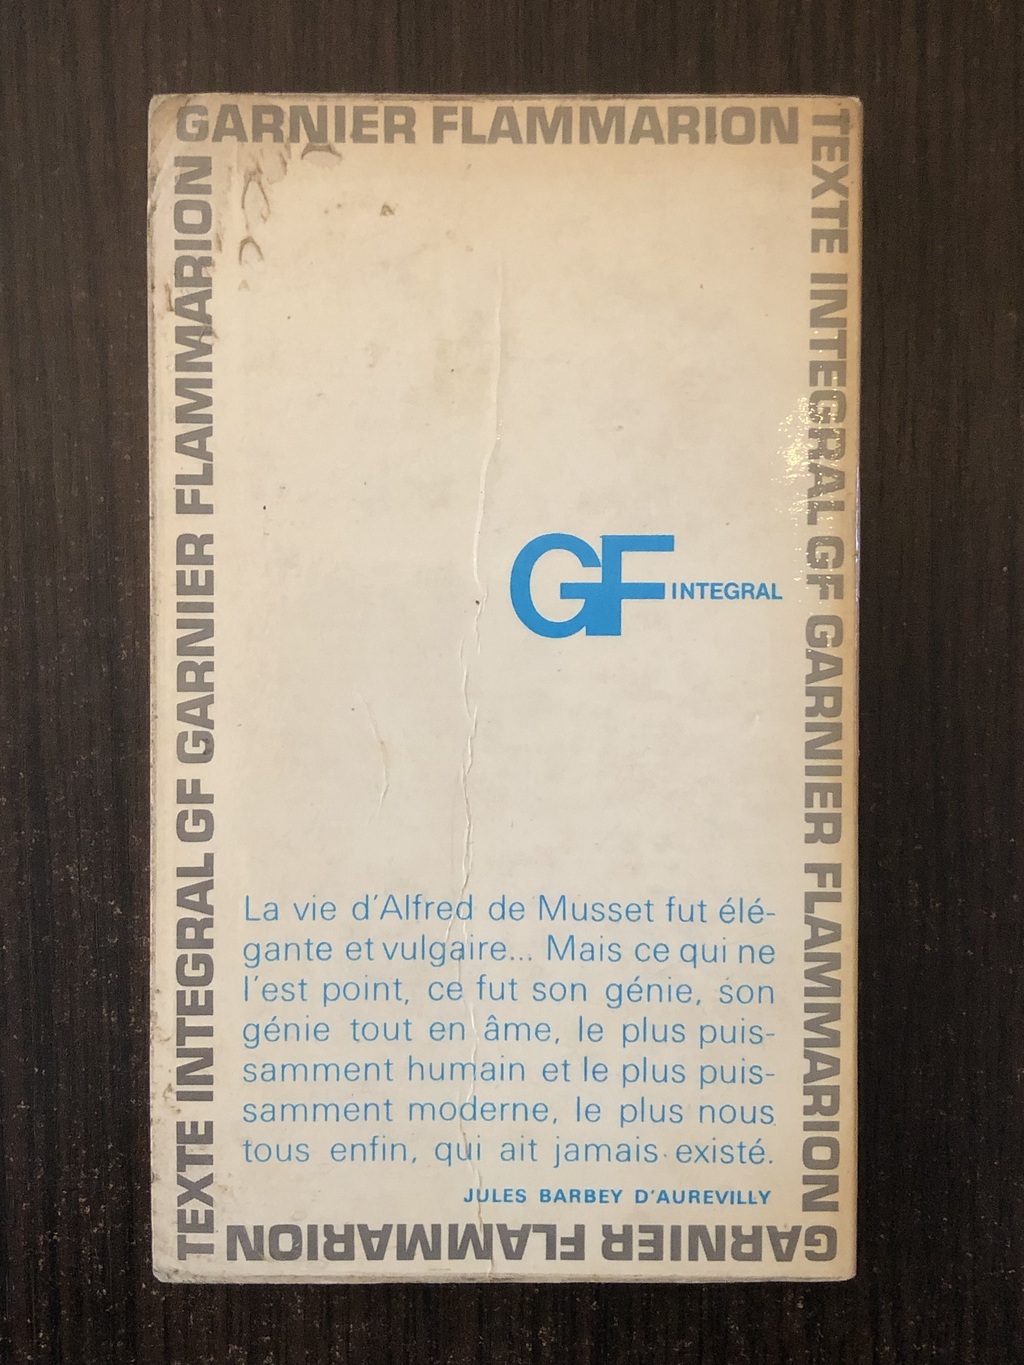 GARNIER FLAMMARION
TEXTE INTEGRAL GF GARNIER FLAMMARION
GARNIER FLAMMARION
TEXTE INTEGRAL GF GARNIER FLAMMARION
GF INTEGRAL
La vie d'Alfred de Musset fut élé-
gante et vulgaire... Mais ce qui ne
l'est point, ce fut son génie, son
génie tout en âme, le plus puis-
samment humain et le plus puis-
samment moderne, le plus nous
tous enfin, qui ait jamais existé.
JULES BARBEY D'AUREVILLY